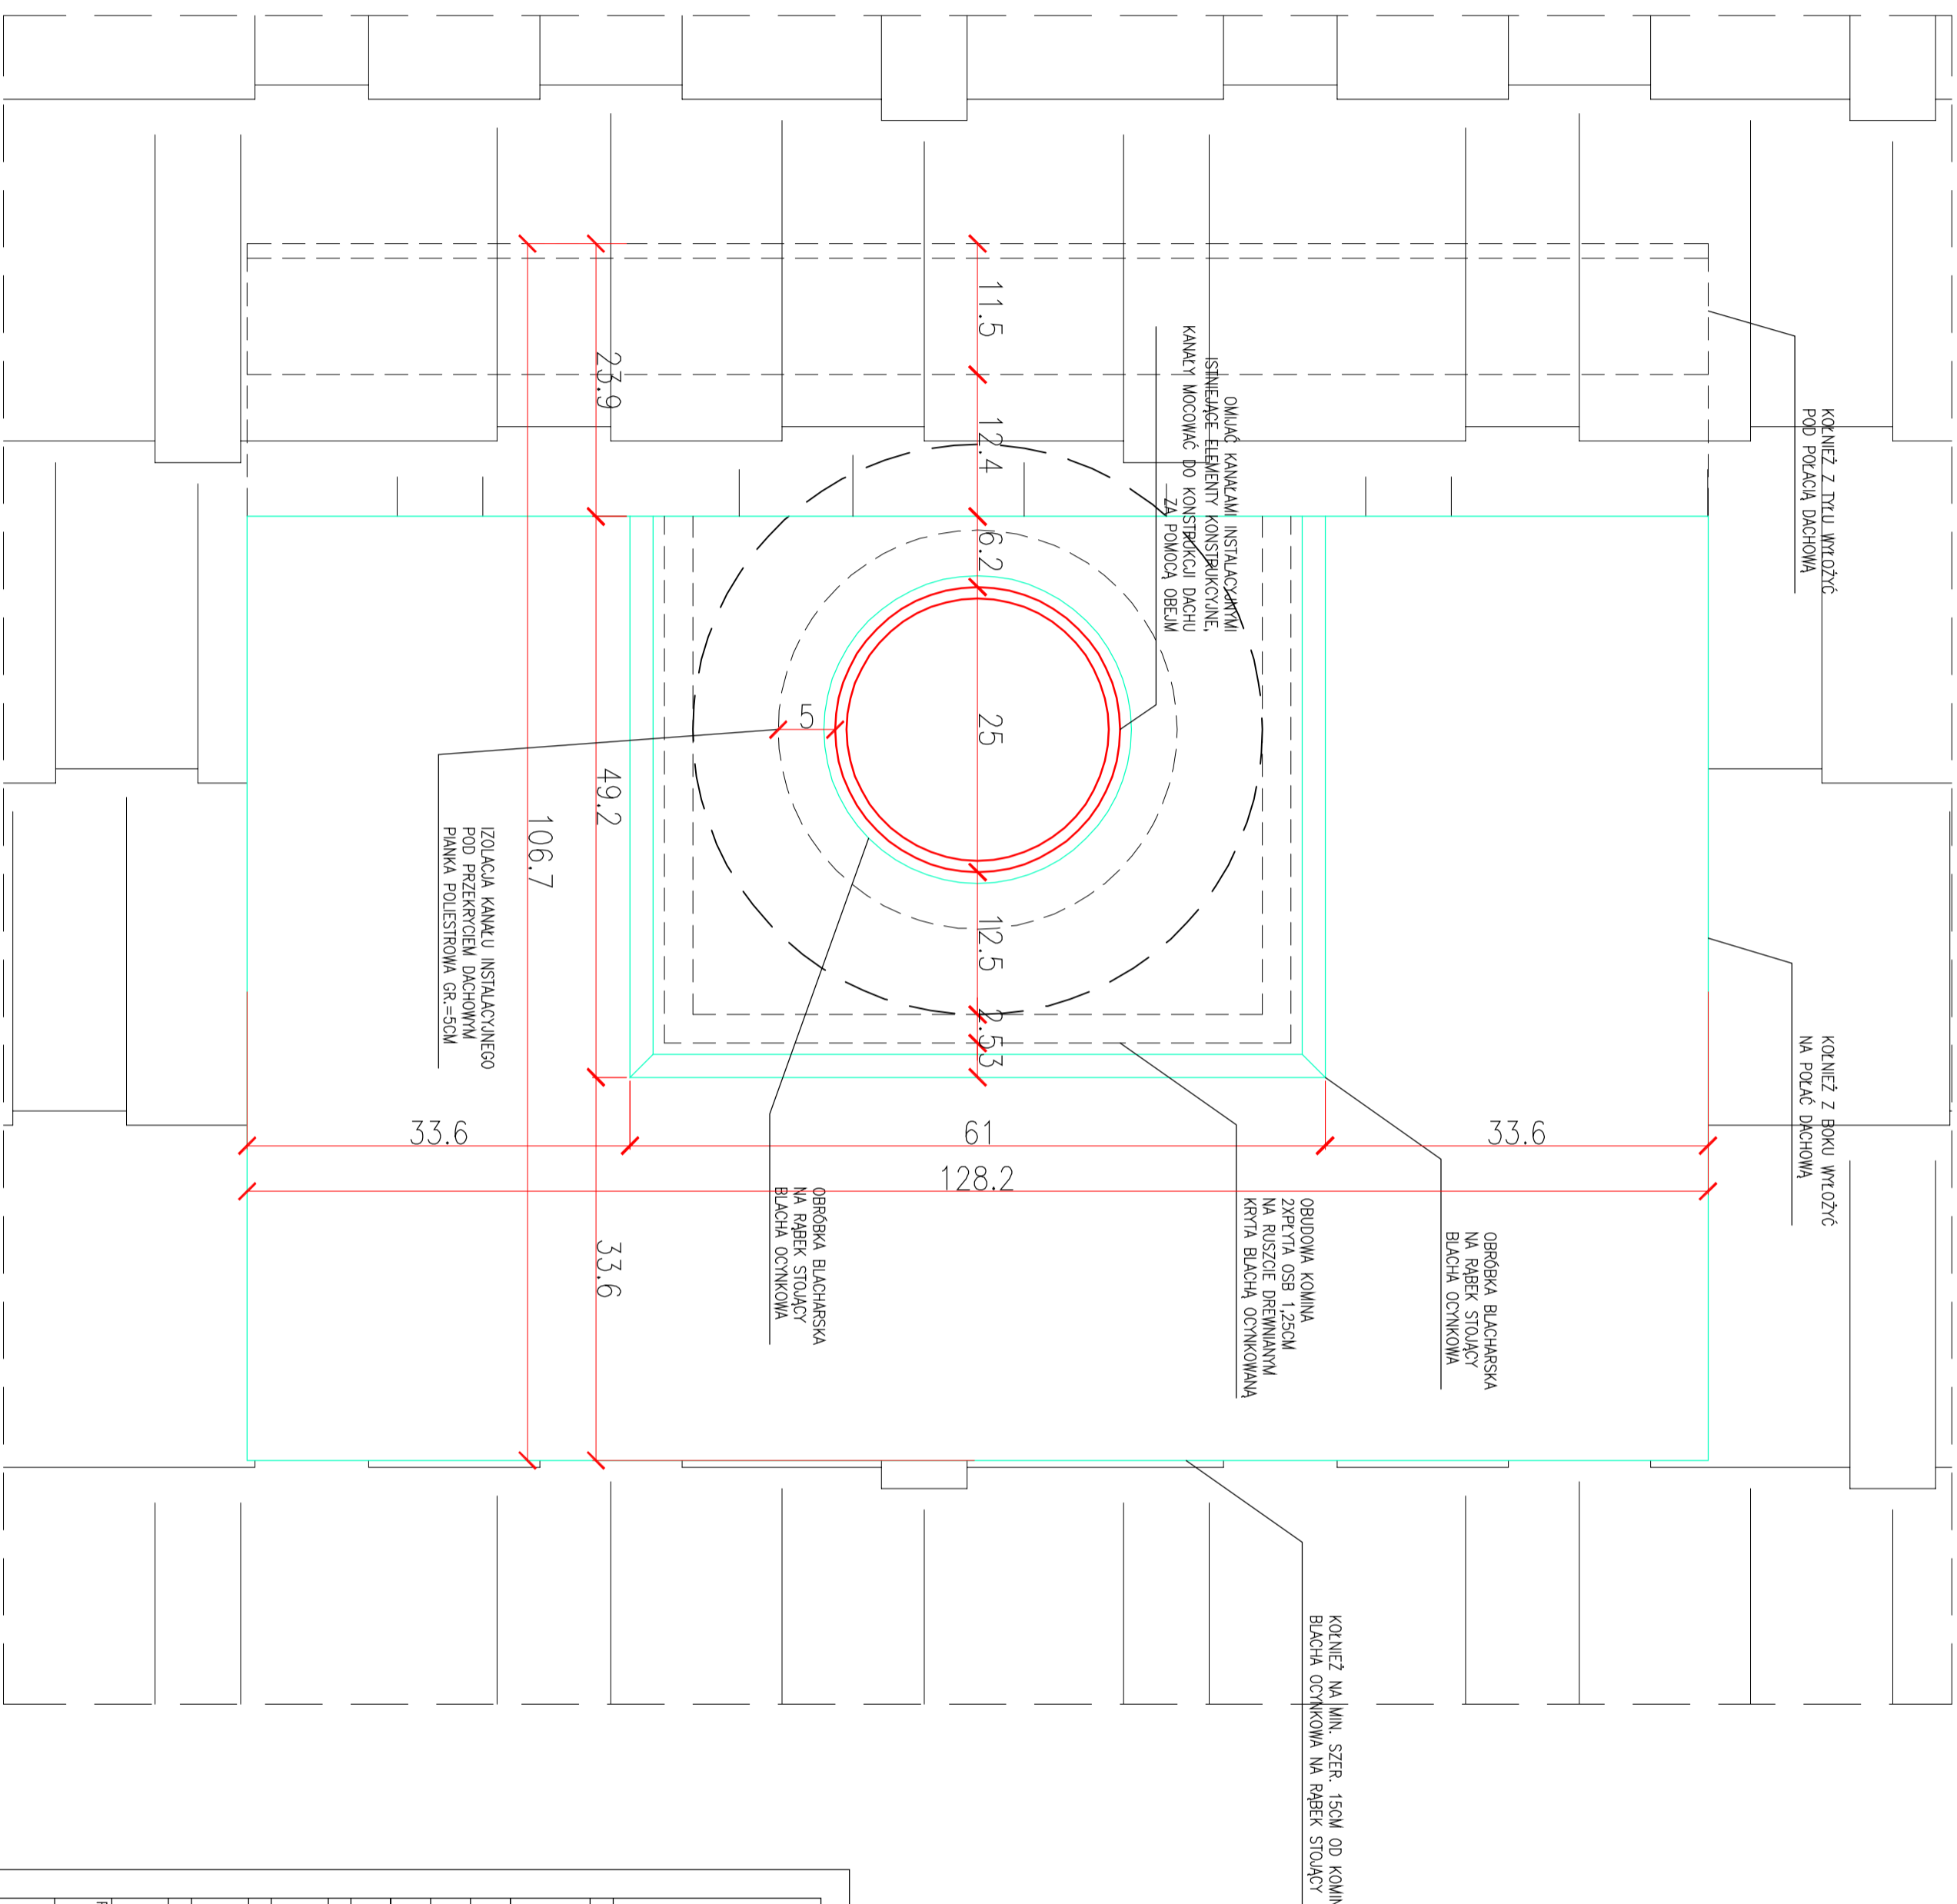 KOŁNIEŻ Z TYŁU WYŁOŻYĆ
POD POŁACIĄ DACHOWĄ
KOŁNIEŻ Z BOKU WYŁOŻYĆ
NA POŁAĆ DACHOWĄ
OMIJAĆ KANAŁAMI INSTALACYJNYMI
ISTNIEJĄCE ELEMENTY KONSTRUKCYJNE,
KANAŁY MOCOWAĆ DO KONSTRUKCJI DACHU
ZA POMOCĄ OBEJM
OBRÓBKA BLACHARSKA
NA RĄBEK STOJĄCY
BLACHA OCYNKOWA
KOŁNIEŻ NA MIN. SZER. 15CM OD
BLACHA OCYNKOWA NA RĄBEK STOJĄCY
OBUDOWA KOMINA
2XPŁYTA OSB 1,25CM
NA RUSZCIE DREWNIANYM
KRYTA BLACHĄ OCYNKOWANĄ
11.5
12.4
6.2
25
12.5
2.5
3
OBRÓBKA BLACHARSKA
NA RĄBEK STOJĄCY
BLACHA OCYNKOWA
5
23.9
49.2
33.6
106.7
IZOLACJA KANAŁU INSTALACYJNEGO
POD PRZEKRYCIEM DACHOWYM
PIANKA POLIESTROWA GR.=5CM
33.6
61
33.6
128.2